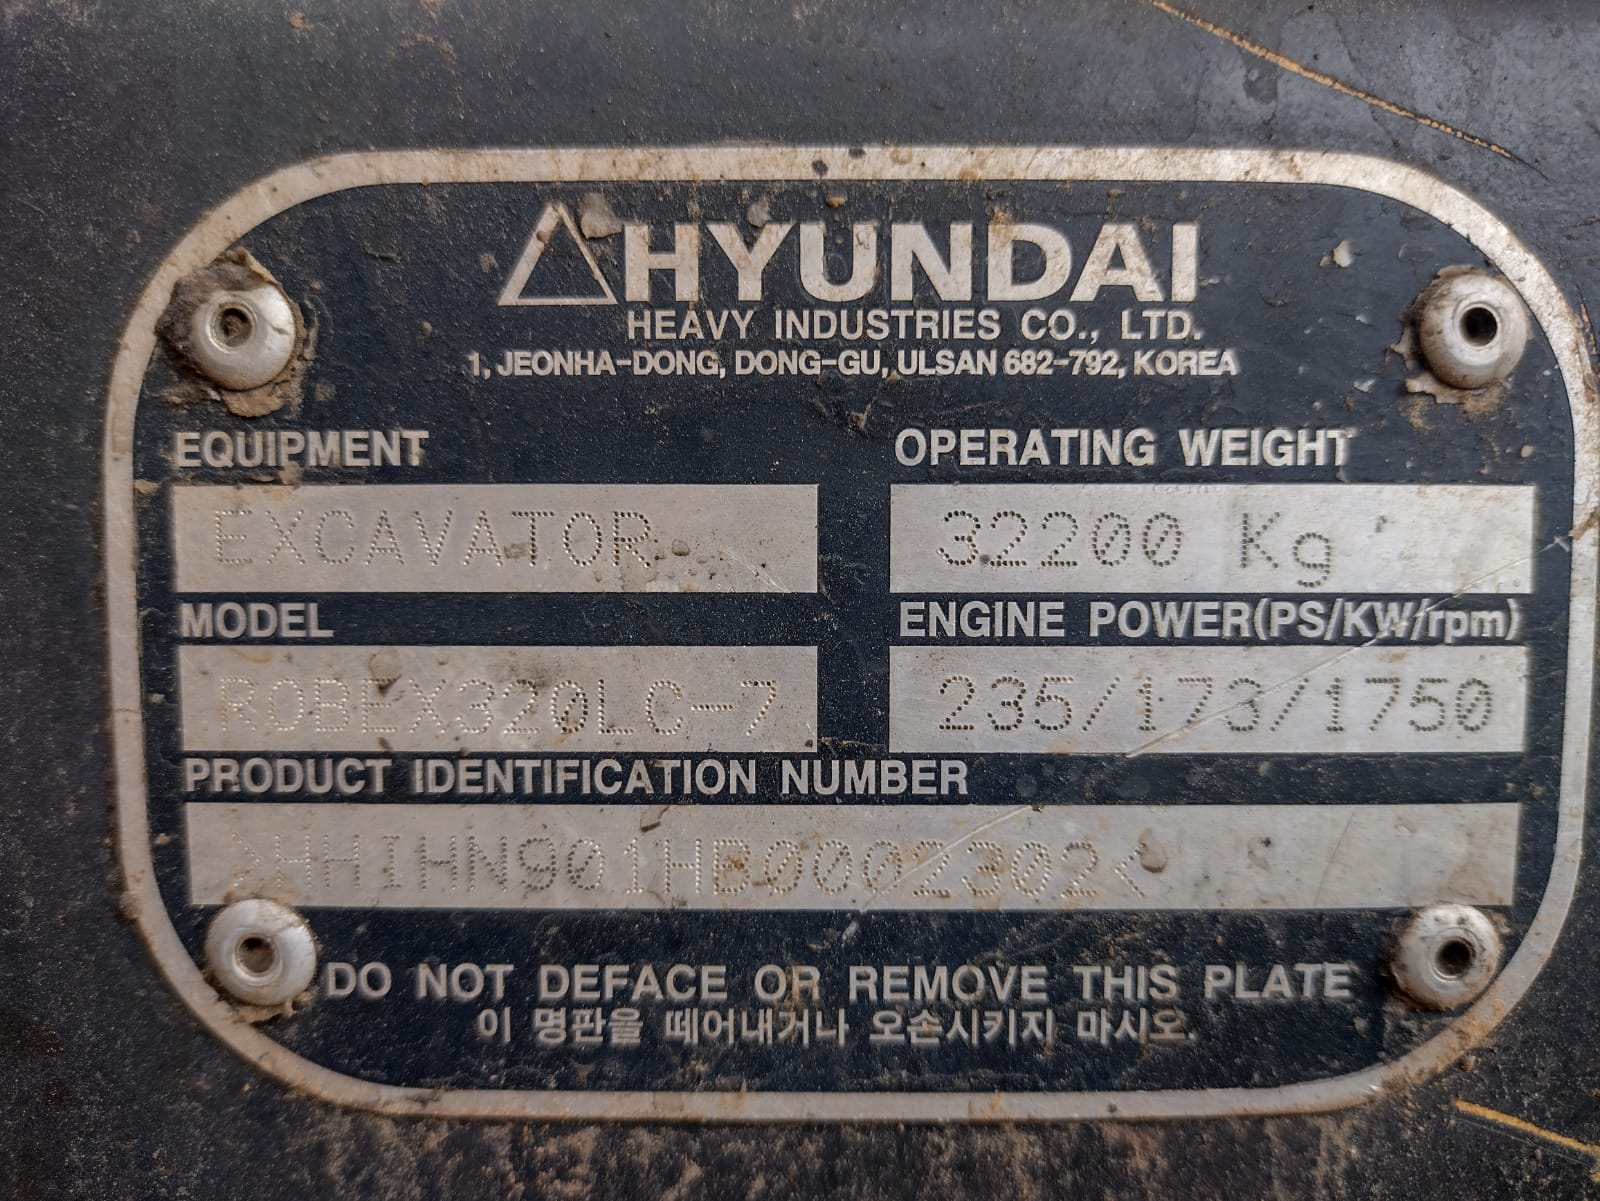 HYUNDAI
HEAVY INDUSTRIES CO., LTD.
1, JEONHA-DONG, DONG-GU, ULSAN 682-792, KOREA
EQUIPMENT
EXCAVATOR
OPERATING WEIGHT
32200 Kg
MODEL
ROBEX320LC-7
ENGINE POWER(PS/KW/rpm)
235/173/1750
PRODUCT IDENTIFICATION NUMBER
>HHIHN901HB0002302<
DO NOT DEFACE OR REMOVE THIS PLATE
이 명판을 떼어내거나 오손시키지 마시오.